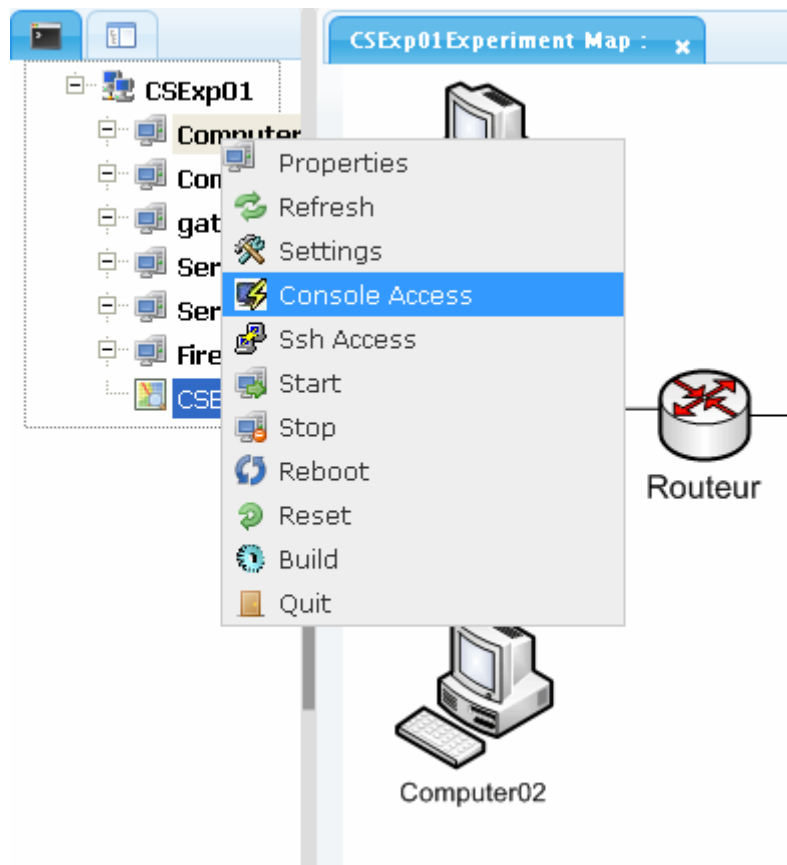 CSExp01Experiment Map :
CSExp01
Computer
Con
gat
Ser
Ser
Fire
CSE
Properties
Refresh
Settings
Console Access
Ssh Access
Start
Stop
Reboot
Reset
Build
Quit
Routeur
Computer02